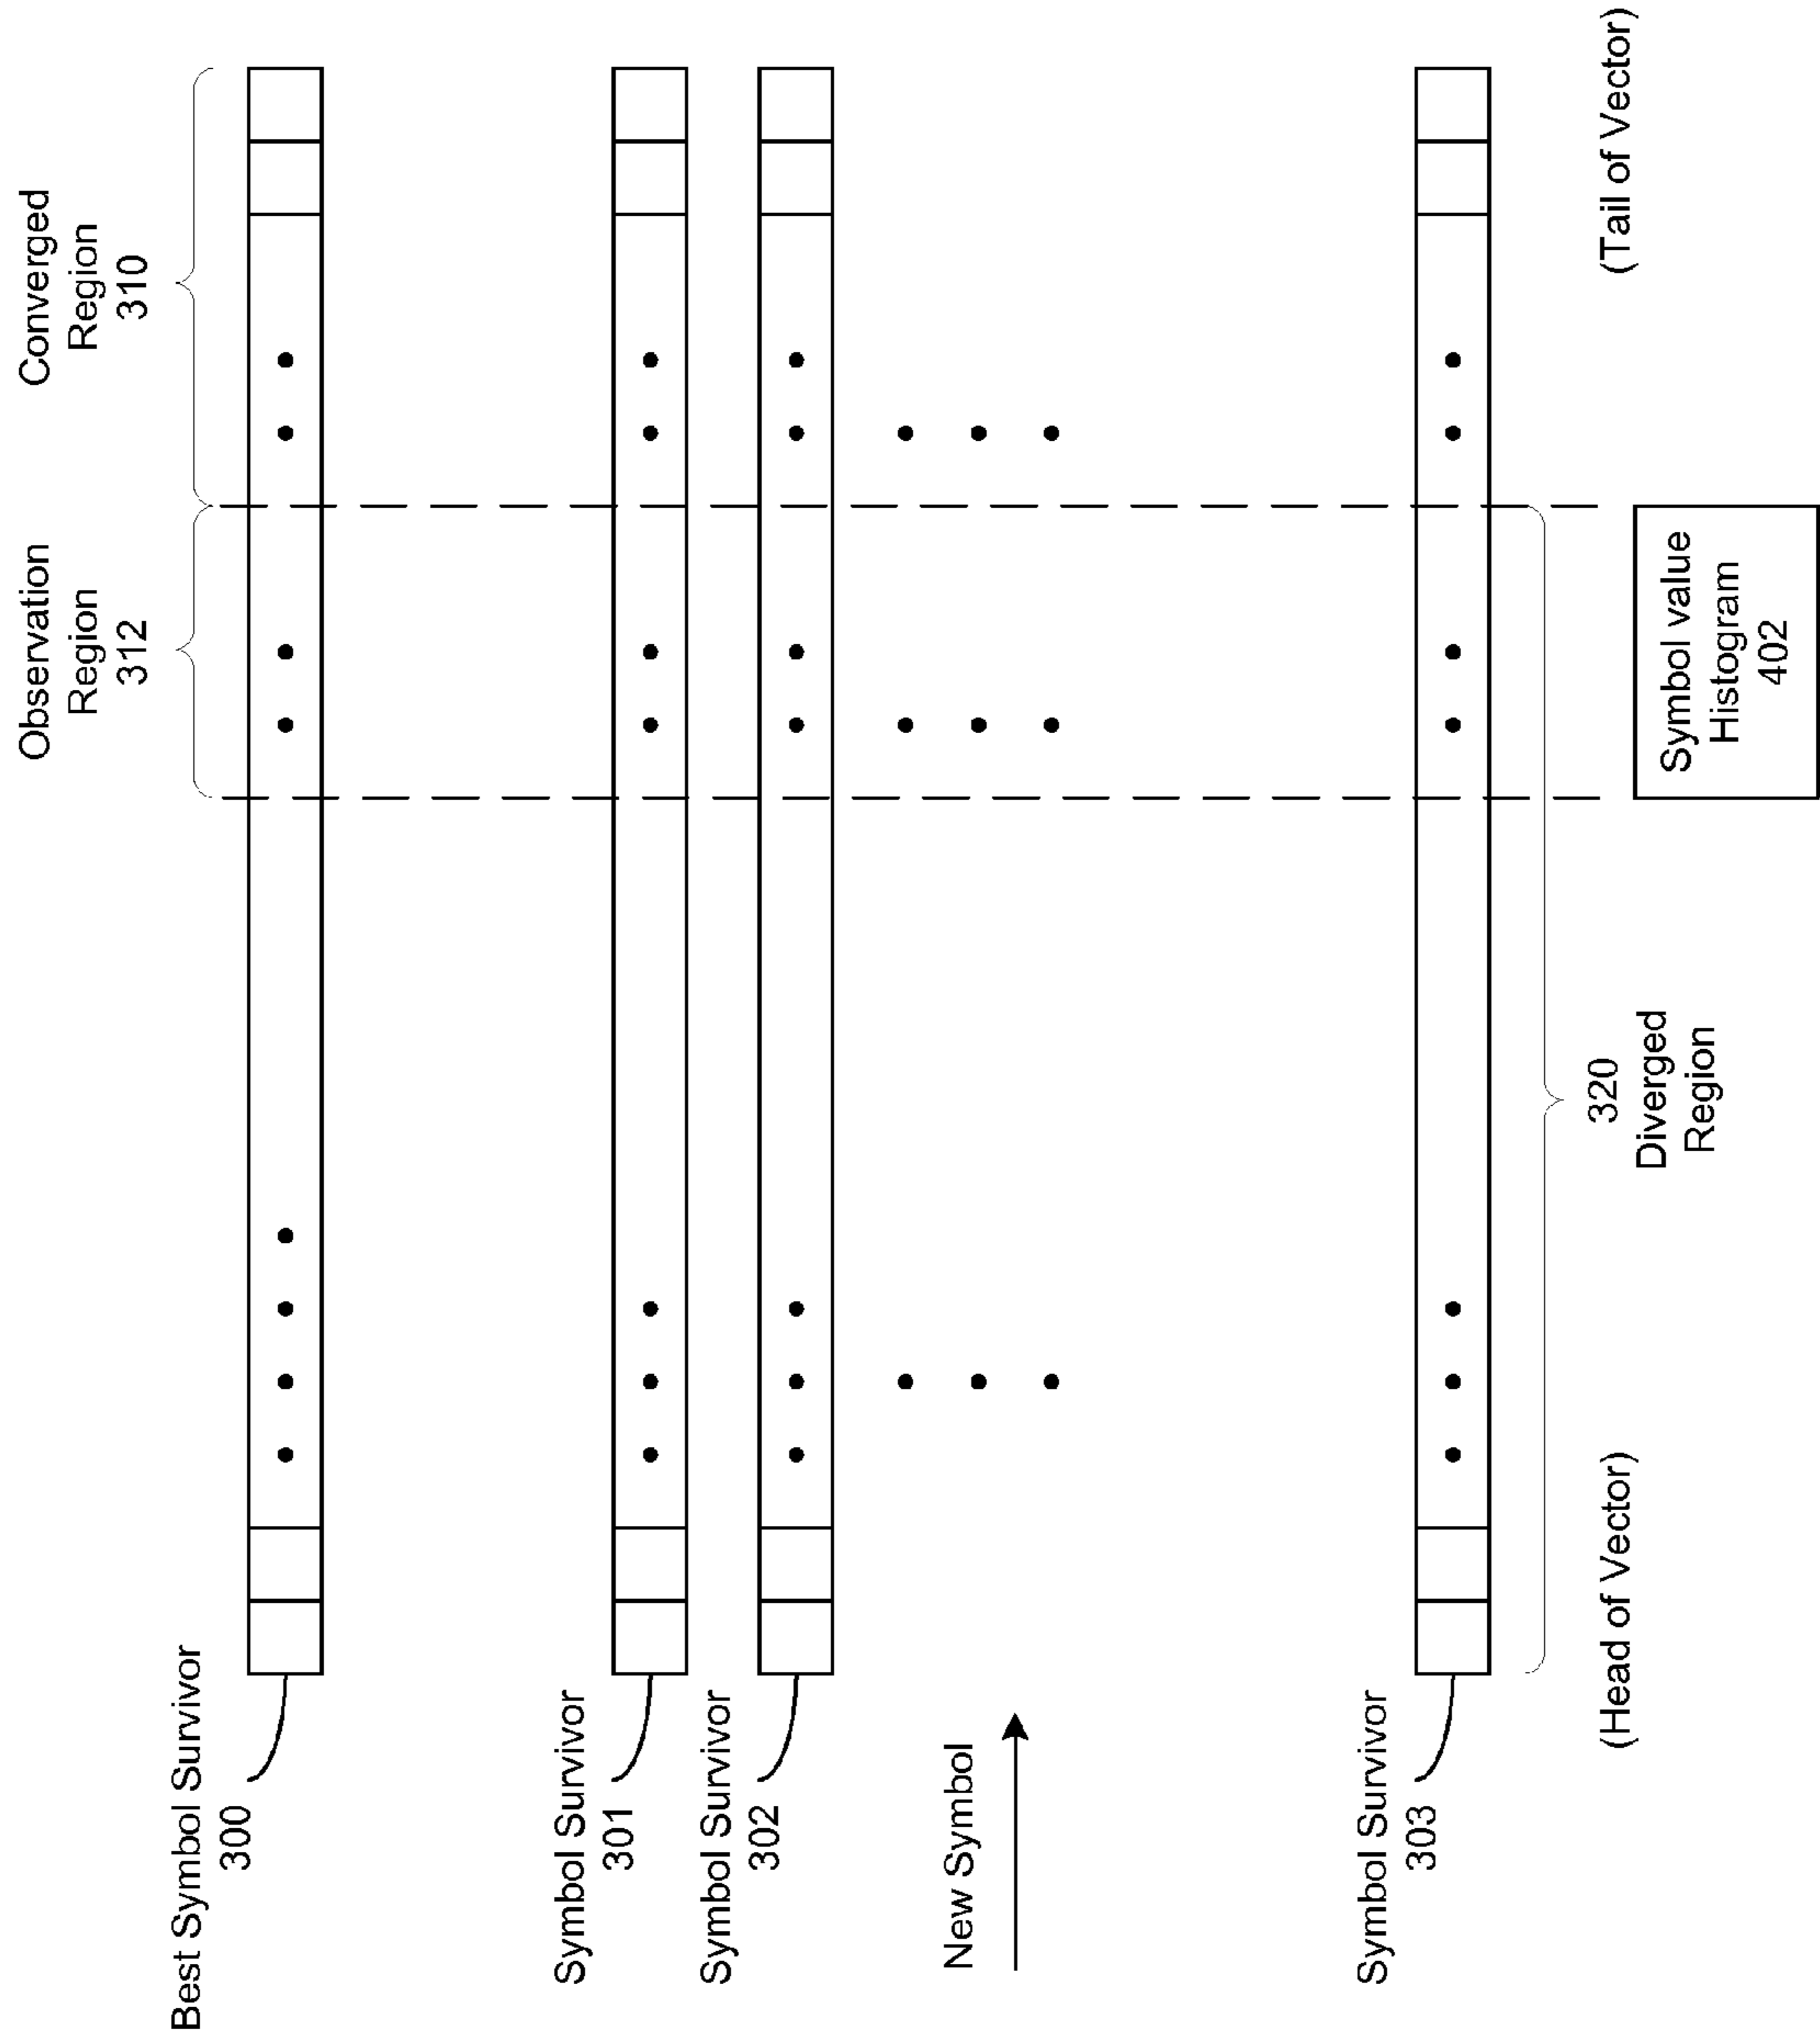 Best Symbol Survivor
300
Observation
Region
312
Converged
Region
310
Symbol Survivor
301
Symbol Survivor
302
New Symbol
Symbol Survivor
303
320
Diverged
Region
(Head of Vector)
(Tail of Vector)
Symbol value
Histogram
402